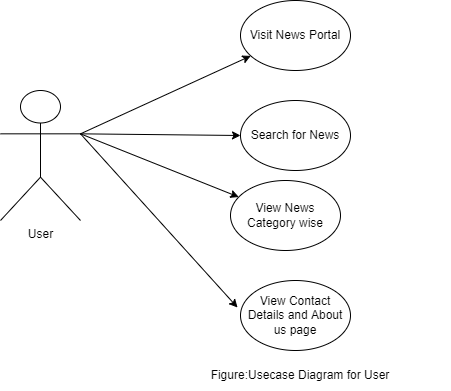 Visit News Portal
Search for News
View News
Category wise
User
View Contact
Details and About
us page
Figure:Usecase Diagram for User